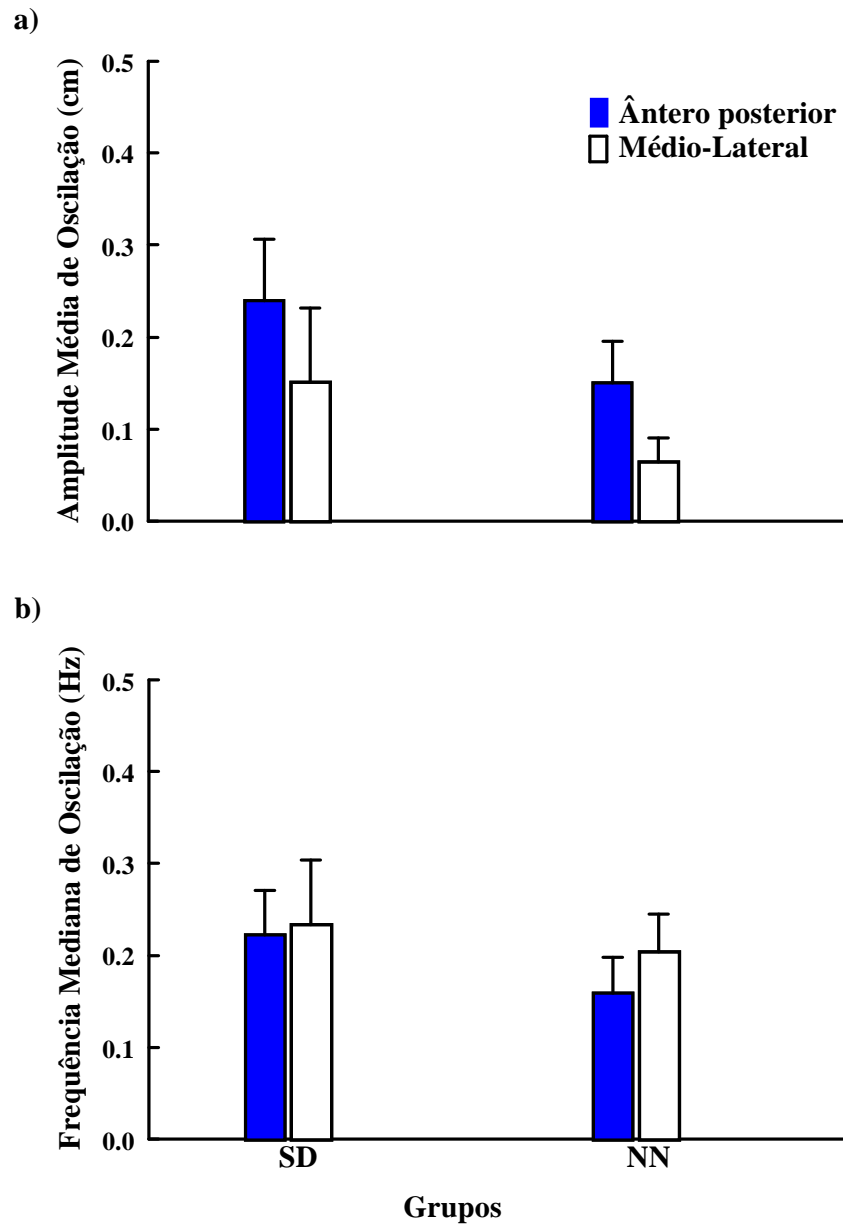 a)
Amplitude Média de Oscilação (cm)
0.5
0.4
0.3
0.2
0.1
0.0
Ântero posterior
Médio-Lateral
b)
Frequência Mediana de Oscilação (Hz)
0.5
0.4
0.3
0.2
0.1
0.0
SD NN
Grupos